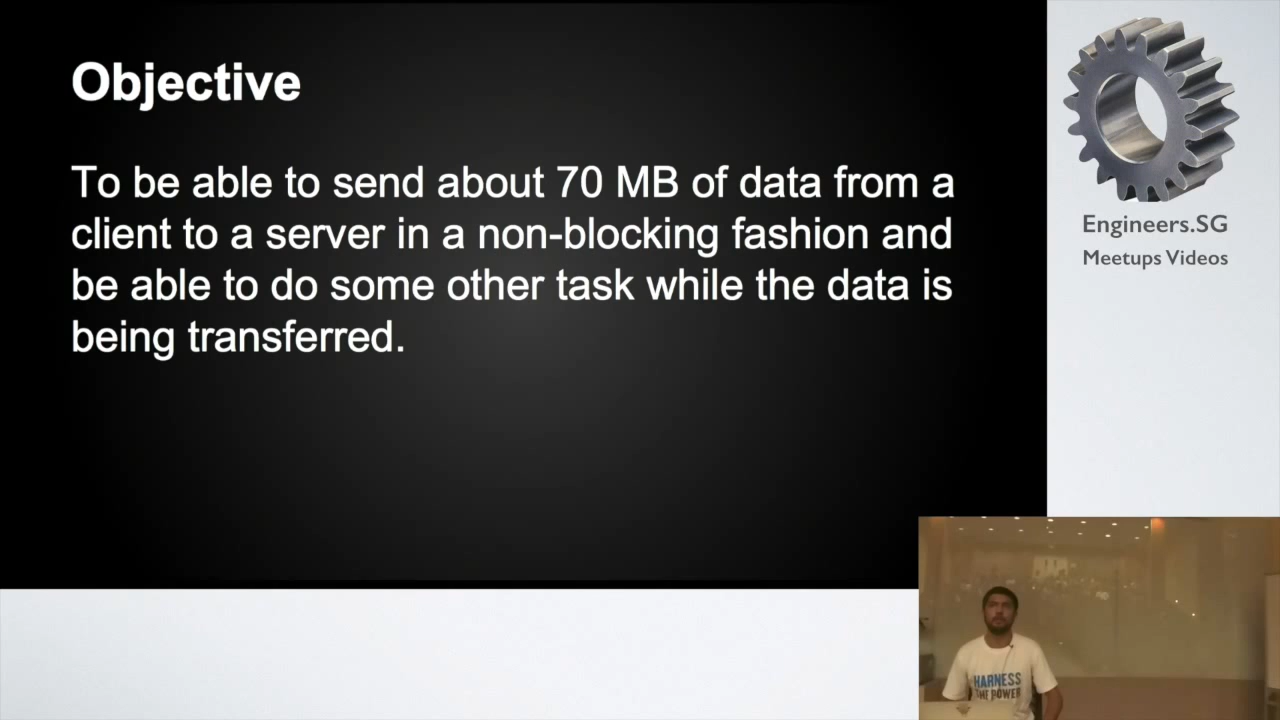 Objective
To be able to send about 70 MB of data from a
client to a server in a non-blocking fashion and
be able to do some other task while the data is
being transferred.
Engineers.SG
Meetups Videos
HARNESS
THE POWER